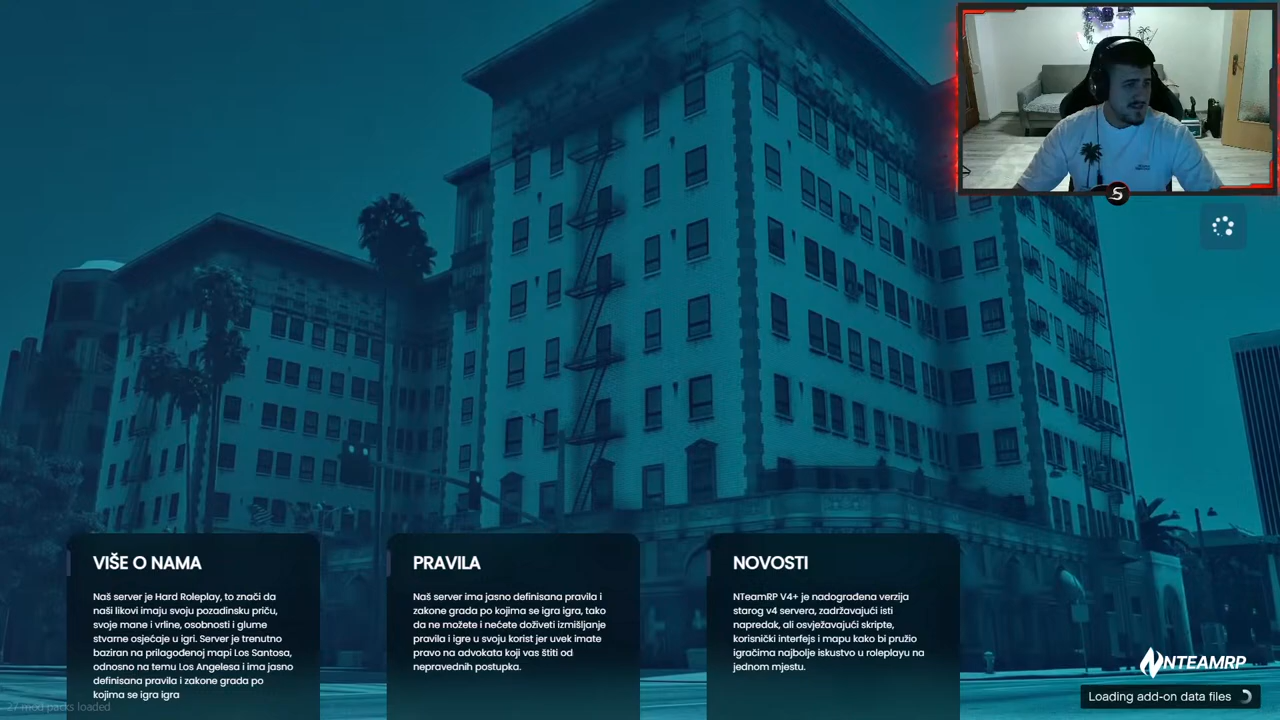 VIŠE O NAMA
Naš server je Hard Roleplay, to znači da
naši likovi imaju svoju pozadinsku priču,
svoje mane i vrline, osobnosti i glume
stvarne osjećaje u igri. Server je trenutno
baziran na prilagođenoj mapi Los Santosa,
odnosno na temu Los Angelesa i ima jasno
definisana pravila i zakone grada po
kojima se igra igra
PRAVILA
Naš server ima jasno definisana pravila i
zakone grada po kojima se igra igra, tako
da ne možete i nećete doživeti izmišljanje
pravila i igre u svoju korist jer uvek imate
pravo na advokata koji vas štiti od
nepravednih postupka.
NOVOSTI
NTeamRP V4+ je nadograđena verzija
starog v4 servera, zadržavajući isti
napredak, ali osvježavajući skripte,
korisnički interfejs i mapu kako bi pružio
igračima najbolje iskustvo u roleplayu na
jednom mjestu.
NTEAMRP
Loading add-on data files
27 mod packs loaded